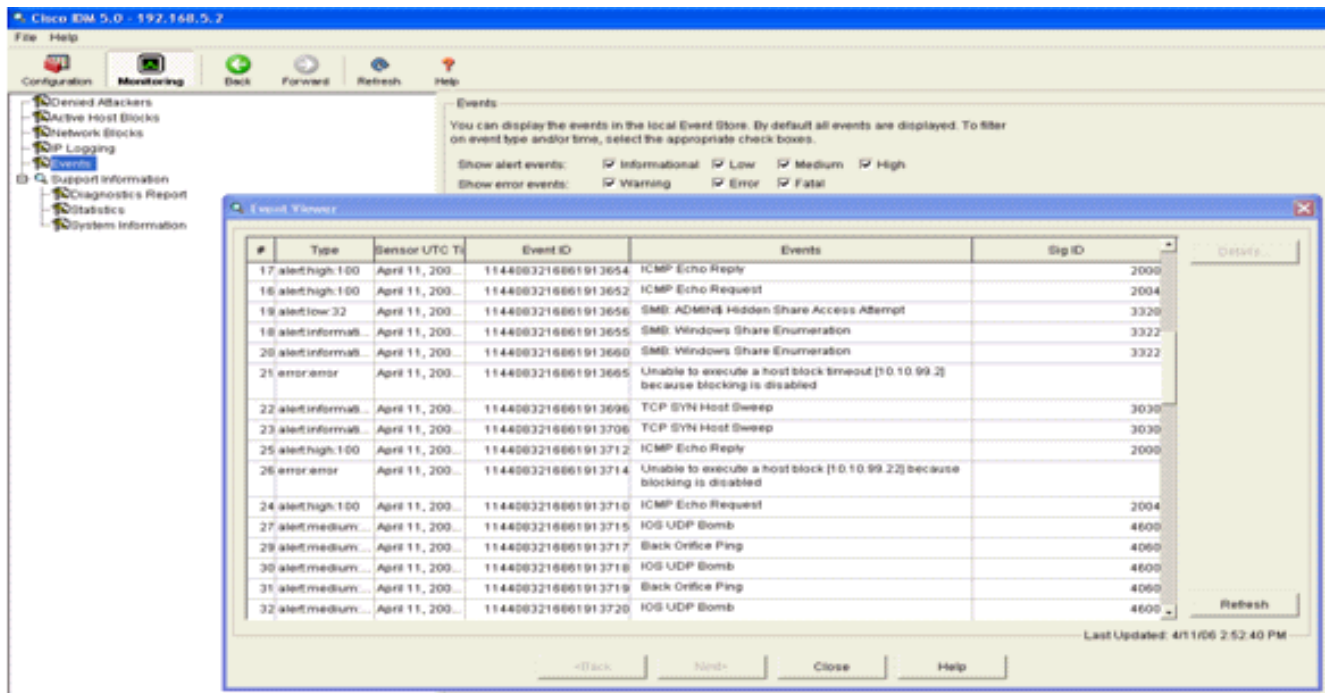 Cisco IDM 5.0 - 192.168.5.2
File Help
Configuration Monitoring Back Forward Refresh Help
Denied Attackers
Active Host Blocks
Network Blocks
IP Logging
Events
Support Information
Diagnostics Report
Statistics
System Information
Events
You can display the events in the local Event Store. By default all events are displayed. To filter
on event type and/or time, select the appropriate check boxes.
Show alert events: Informational Low Medium High
Show error events: Warning Error Fatal
Event Viewer
# Type Sensor UTC Ti Event ID Events Sig ID
17 alert:high:100 April 11, 200... 1144083216861913654 ICMP Echo Reply 2000
16 alert:high:100 April 11, 200... 1144083216861913652 ICMP Echo Request 2004
19 alert:low:32 April 11, 200... 1144083216861913656 SMB: ADMIN$ Hidden Share Access Attempt 3320
18 alert:informati... April 11, 200... 1144083216861913655 SMB: Windows Share Enumeration 3322
20 alert:informati... April 11, 200... 1144083216861913660 SMB: Windows Share Enumeration 3322
21 error:error April 11, 200... 1144083216861913665 Unable to execute a host block timeout [10.10.99.2]
because blocking is disabled
22 alert:informati... April 11, 200... 1144083216861913696 TCP SYN Host Sweep 3030
23 alert:informati... April 11, 200... 1144083216861913706 TCP SYN Host Sweep 3030
25 alert:high:100 April 11, 200... 1144083216861913712 ICMP Echo Reply 2000
26 error:error April 11, 200... 1144083216861913714 Unable to execute a host block [10.10.99.22] because
blocking is disabled
24 alert:high:100 April 11, 200... 1144083216861913710 ICMP Echo Request 2004
27 alert:medium:... April 11, 200... 1144083216861913715 IOS UDP Bomb 4600
29 alert:medium:... April 11, 200... 1144083216861913717 Back Orifice Ping 4060
30 alert:medium:... April 11, 200... 1144083216861913718 IOS UDP Bomb 4600
31 alert:medium:... April 11, 200... 1144083216861913719 Back Orifice Ping 4060
32 alert:medium:... April 11, 200... 1144083216861913720 IOS UDP Bomb 4600
Details...
Refresh
Last Updated: 4/11/06 2:52:40 PM
<Back Next> Close Help